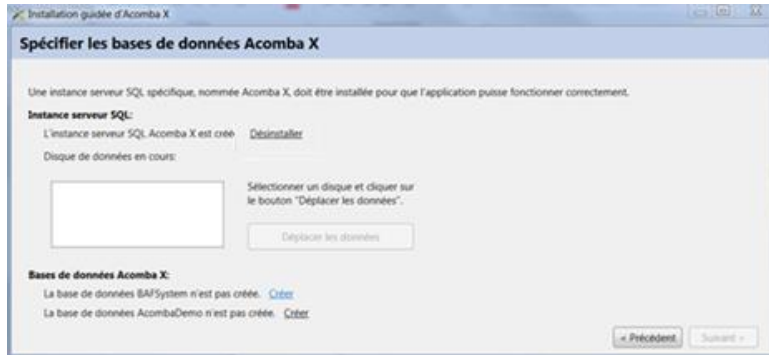 Installation guidée d'Acomba X
Spécifier les bases de données Acomba X
Une instance serveur SQL spécifique, nommée Acomba X, doit être installée pour que l'application puisse fonctionner correctement.
Instance serveur SQL:
L'instance serveur SQL Acomba X est créé Désinstaller
Disque de données en cours:
Sélectionner un disque et cliquer sur
le bouton "Déplacer les données".
Déplacer les données
Bases de données Acomba X:
La base de données BAFSystem n'est pas créée. Créer
La base de données AcombaDemo n'est pas créée. Créer
« Précédent Suivant »